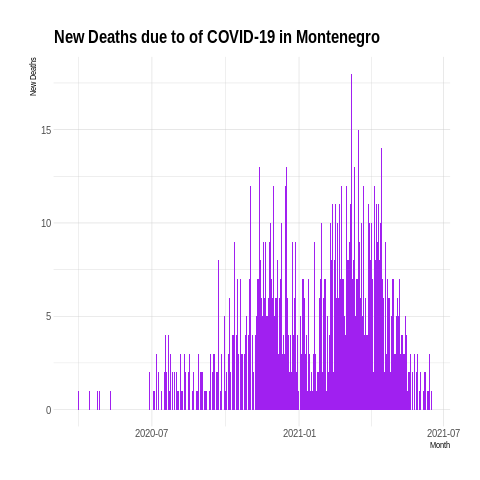 New Deaths due to of COVID-19 in Montenegro
New Deaths
15
10
5
0
2020-07
2021-01
2021-07
Month